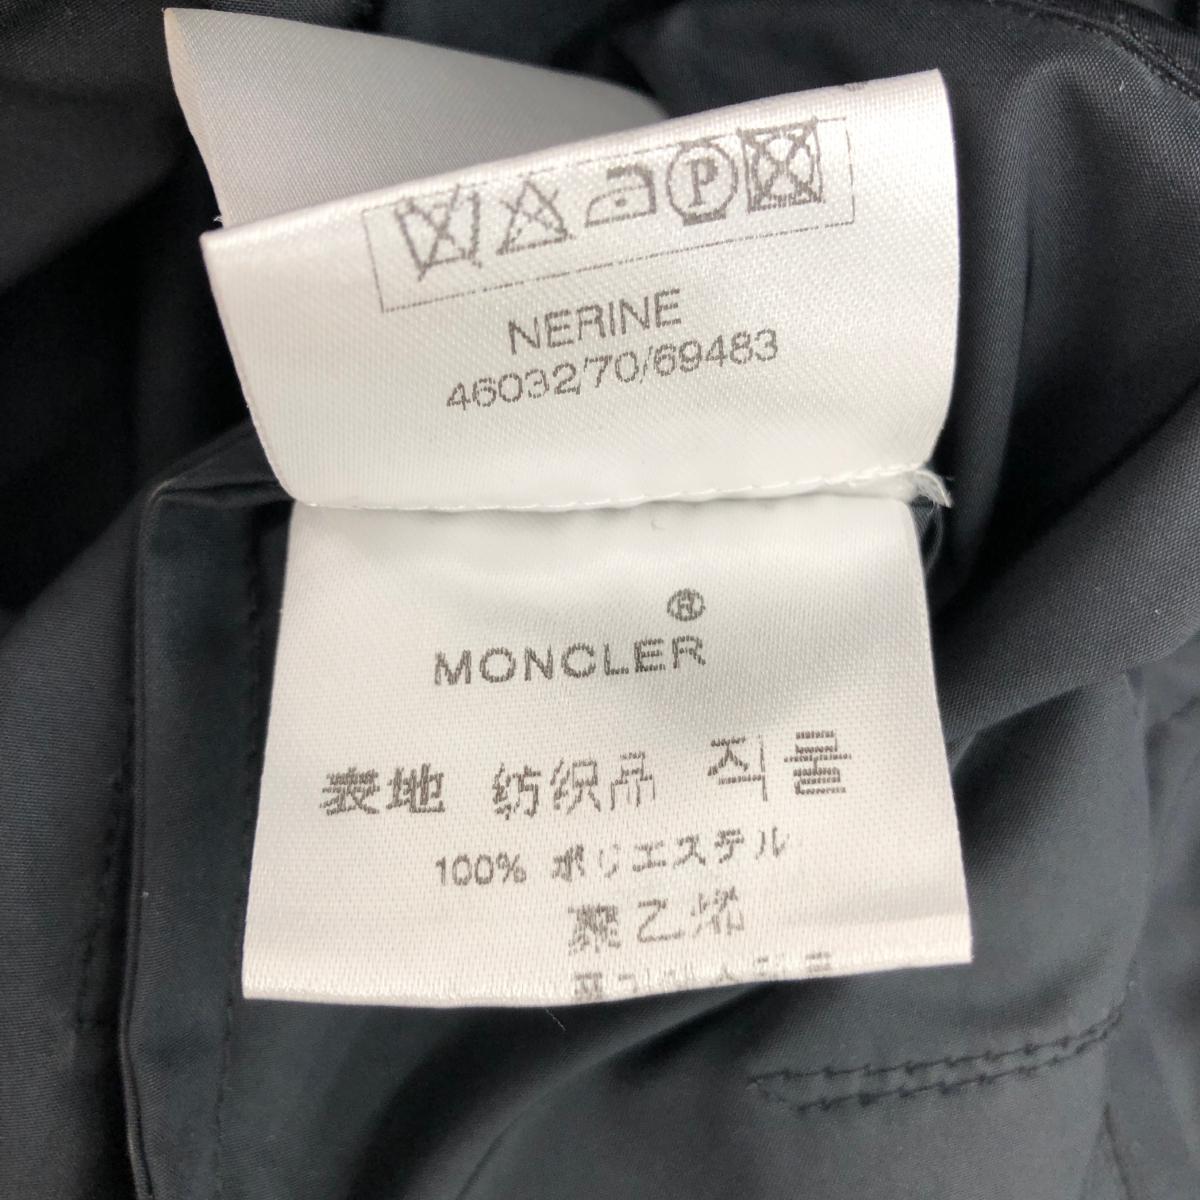 P
NERINE
46032/70/69483
®
MONCLER
表地 纺织品 직물
100% ポリエステル
聚乙烯